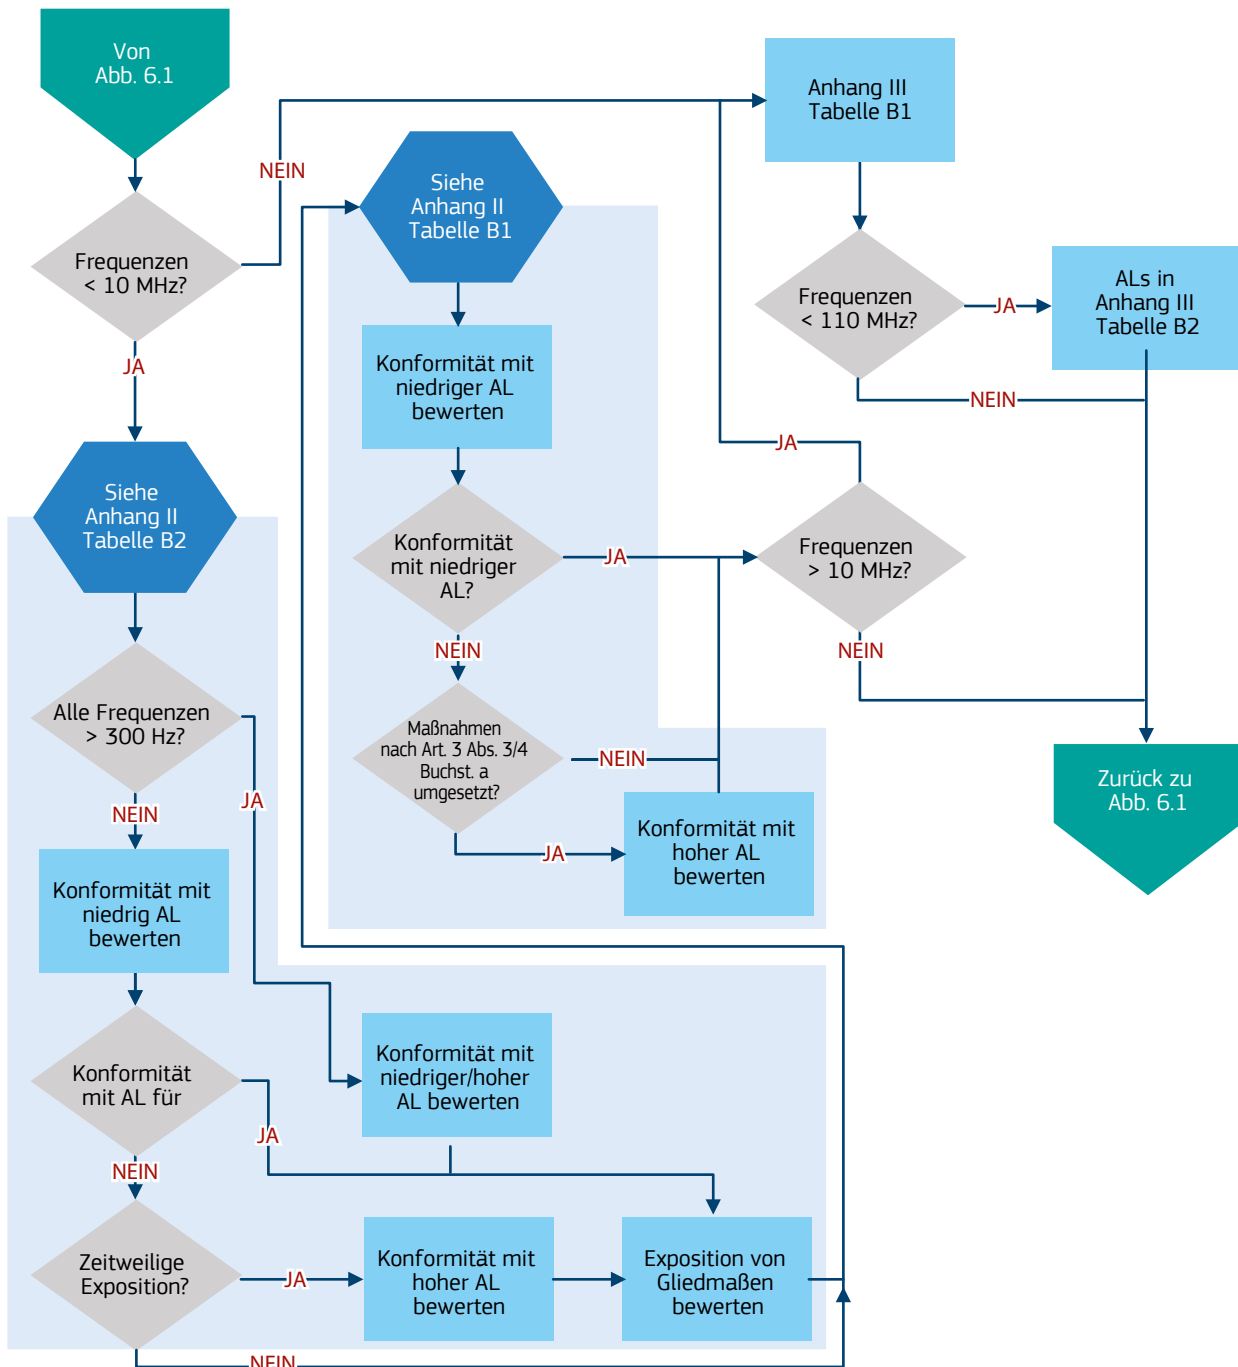 Von
Abb. 6.1
NEIN
Frequenzen
< 10 MHz?
JA
Siehe
Anhang II
Tabelle B2
Alle Frequenzen
> 300 Hz?
JA
NEIN
Konformität mit
niedrig AL
bewerten
Konformität
mit AL für
JA
NEIN
Zeitweilige
Exposition?
JA
NEIN
Konformität mit
niedriger/hoher
AL bewerten
Konformität mit
hoher AL
bewerten
Exposition von
Gliedmaßen
bewerten
Siehe
Anhang II
Tabelle B1
Konformität mit
niedriger AL
bewerten
Konformität
mit niedriger
AL?
JA
NEIN
Maßnahmen
nach Art. 3 Abs. 3/4
Buchst. a
umgesetzt?
NEIN
JA
Konformität mit
hoher AL
bewerten
Frequenzen
> 10 MHz?
JA
NEIN
Anhang III
Tabelle B1
Frequenzen
< 110 MHz?
JA
NEIN
ALs in
Anhang III
Tabelle B2
Zurück zu
Abb. 6.1